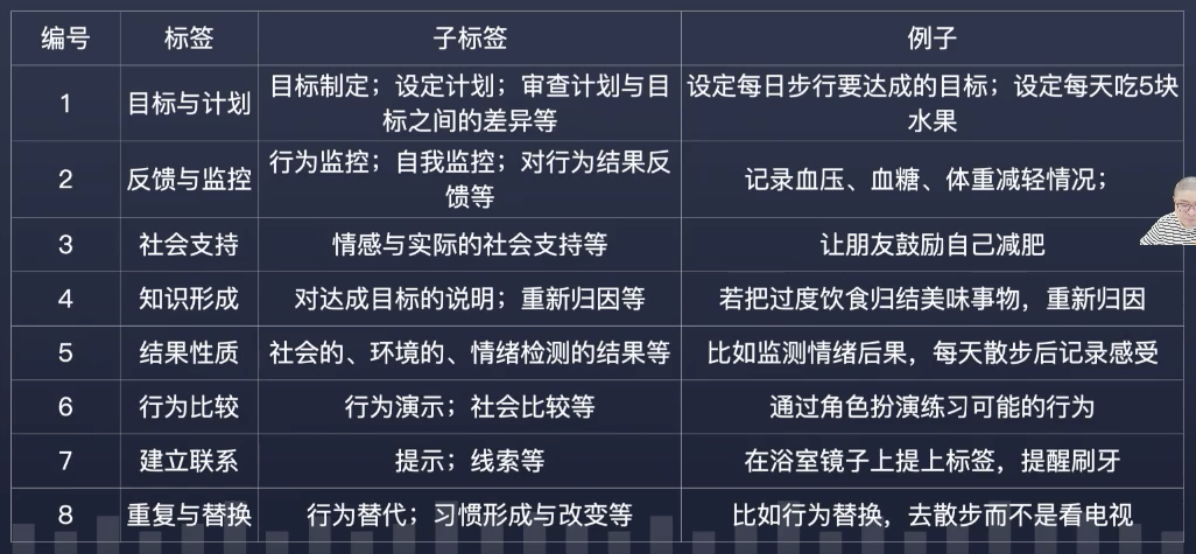 编号 标签 子标签 例子
1 目标与计划 目标制定；设定计划；审查计划与目 设定每日步行要达成的目标；设定每天吃5块
标之间的差异等 水果
2 反馈与监控 行为监控；自我监控；对行为结果反 记录血压、血糖、体重减轻情况；
馈等
3 社会支持 情感与实际的社会支持等 让朋友鼓励自己减肥
4 知识形成 对达成目标的说明；重新归因等 若把过度饮食归结美味事物，重新归因
5 结果性质 社会的、环境的、情绪检测的结果等 比如监测情绪后果，每天散步后记录感受
6 行为比较 行为演示；社会比较等 通过角色扮演练习可能的行为
7 建立联系 提示；线索等 在浴室镜子上提上标签，提醒刷牙
8 重复与替换 行为替代；习惯形成与改变等 比如行为替换，去散步而不是看电视